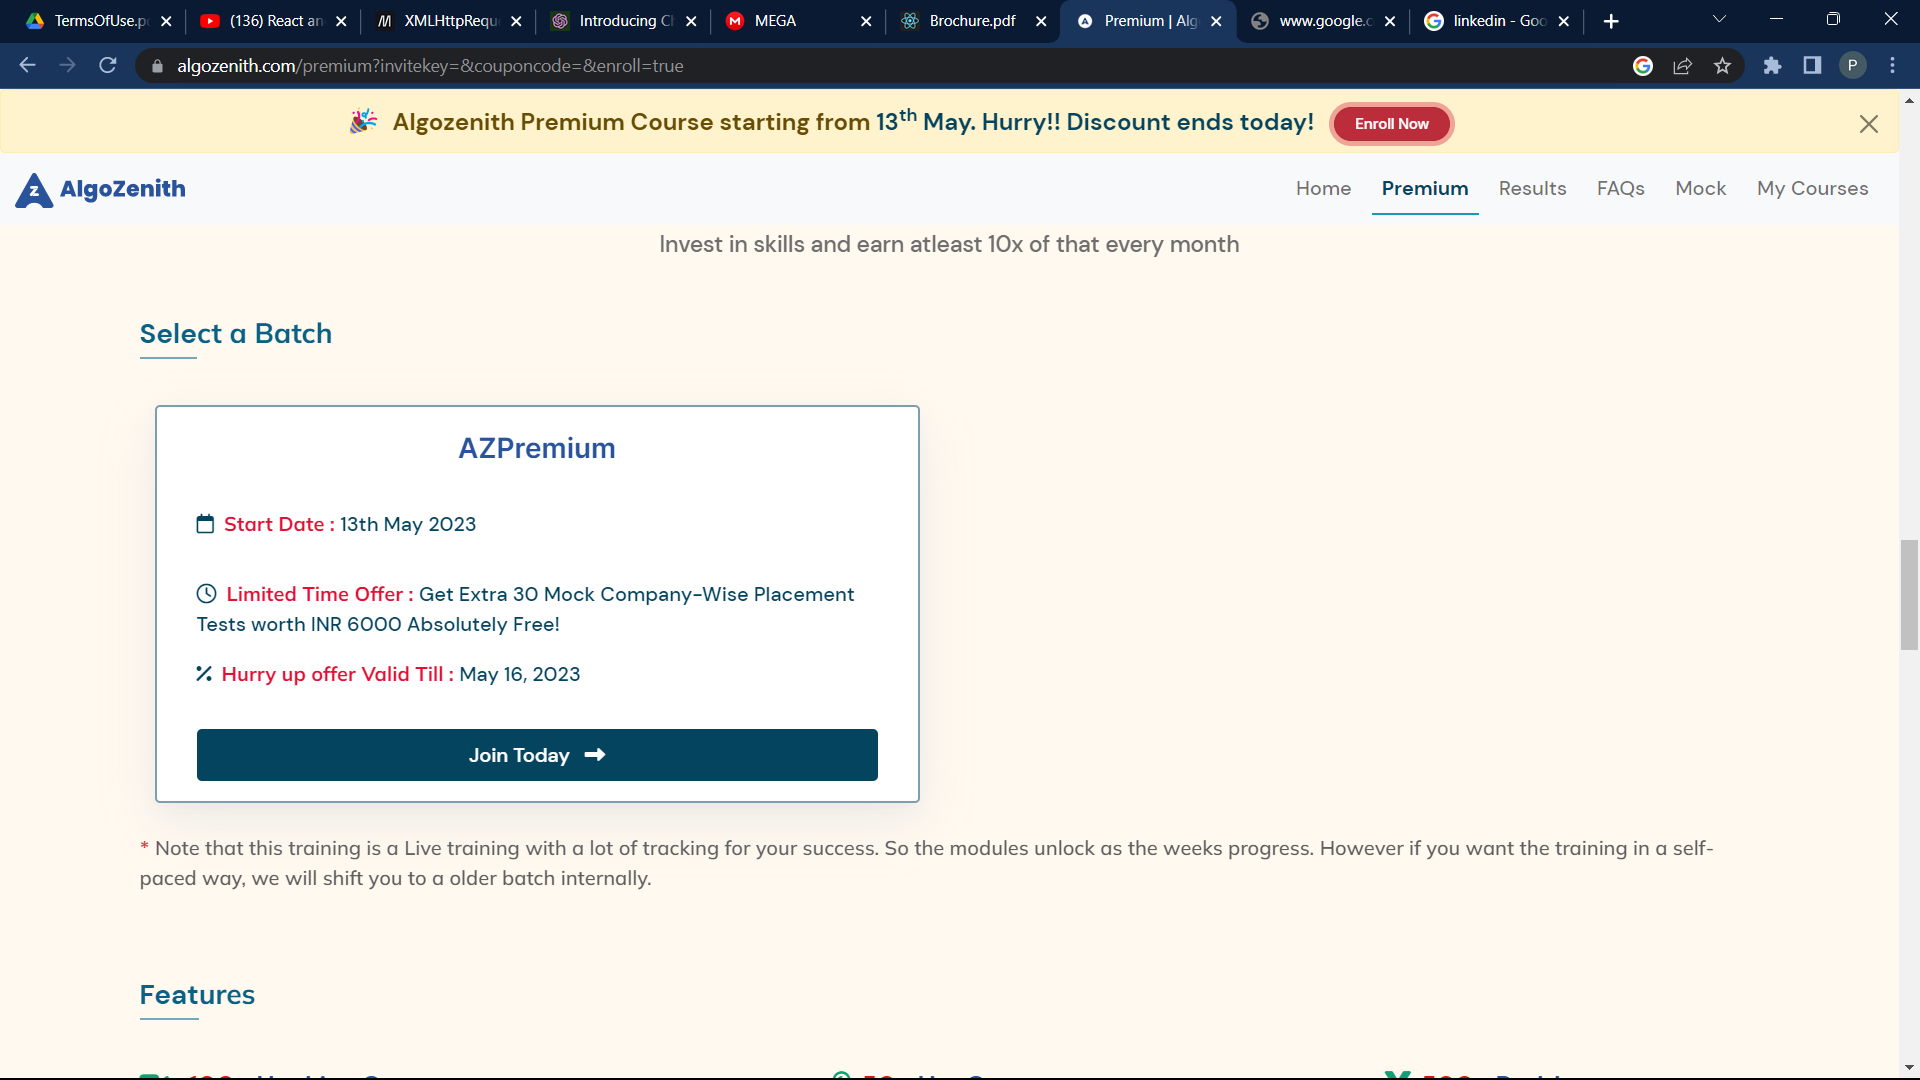 TermsOfUse.p
(136) React an
XMLHttpRequ
Introducing C
MEGA
Brochure.pdf
Premium | Alg
www.google.c
linkedin - Goo
algozenith.com/premium?invitekey=&couponcode=&enroll=true
P
Algozenith Premium Course starting from 13th May. Hurry!! Discount ends today!
Enroll Now
AlgoZenith
Home
Premium
Results
FAQs
Mock
My Courses
Invest in skills and earn atleast 10x of that every month
Select a Batch
AZPremium
Start Date : 13th May 2023
Limited Time Offer : Get Extra 30 Mock Company-Wise Placement
Tests worth INR 6000 Absolutely Free!
Hurry up offer Valid Till : May 16, 2023
Join Today
* Note that this training is a Live training with a lot of tracking for your success. So the modules unlock as the weeks progress. However if you want the training in a self-
paced way, we will shift you to a older batch internally.
Features